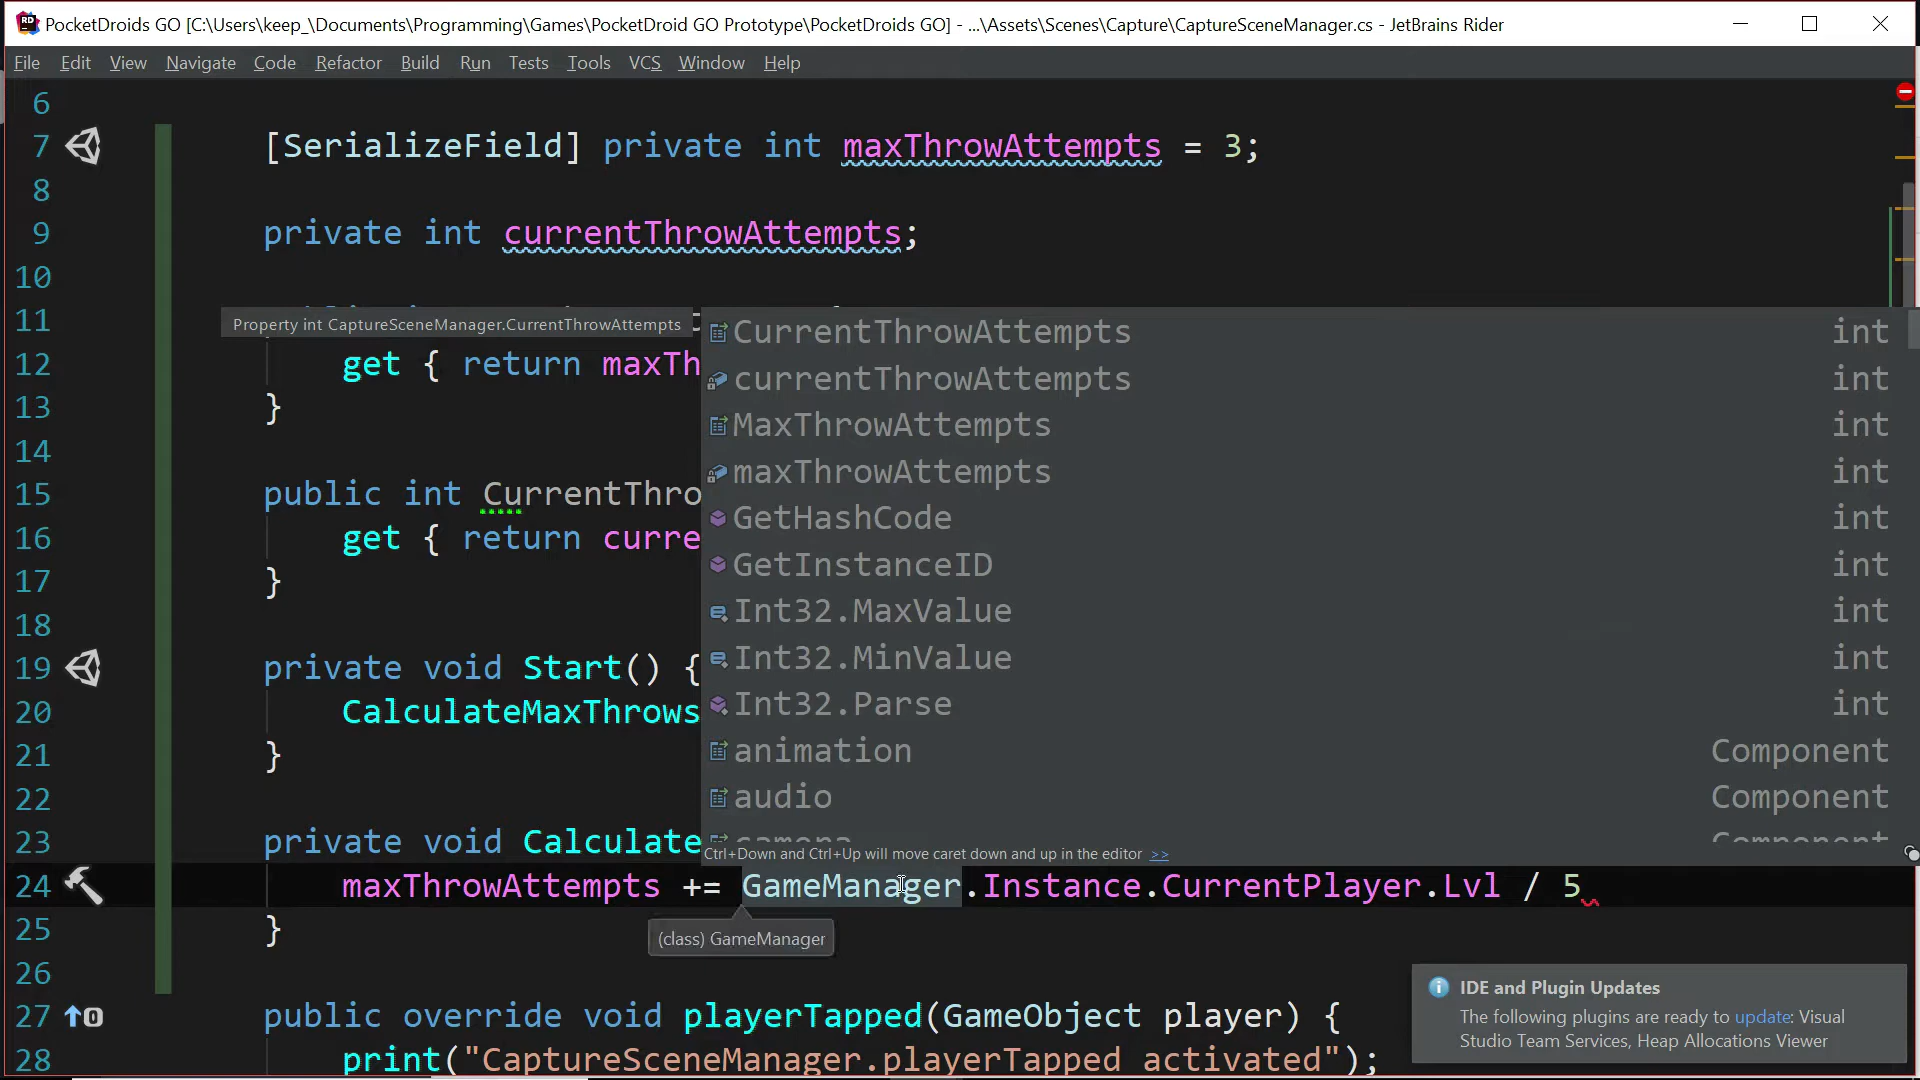 PocketDroids GO [C:\Users\keep_\Documents\Programming\Games\PocketDroid GO Prototype\PocketDroids GO] - ...\Assets\Scenes\Capture\CaptureSceneManager.cs - JetBrains Rider
File Edit View Navigate Code Refactor Build Run Tests Tools VCS Window Help
6
7 [SerializeField] private int maxThrowAttempts = 3;
8
9 private int currentThrowAttempts;
10
11
Property int CaptureSceneManager.CurrentThrowAttempts
CurrentThrowAttempts int
12 get { return maxTh
currentThrowAttempts int
13 }
MaxThrowAttempts int
14
maxThrowAttempts int
15 public int CurrentThro
GetHashCode int
16 get { return curre
GetInstanceID int
17 }
Int32.MaxValue int
18
Int32.MinValue int
19 private void Start() {
Int32.Parse int
20 CalculateMaxThrows
animation Component
21 }
audio Component
22
camera Component
23 private void Calculate
Ctrl+Down and Ctrl+Up will move caret down and up in the editor >>
24 maxThrowAttempts += GameManager.Instance.CurrentPlayer.Lvl / 5
25 }
(class) GameManager
26
27 public override void playerTapped(GameObject player) {
28 print("CaptureSceneManager.playerTapped activated");
IDE and Plugin Updates
The following plugins are ready to update: Visual
Studio Team Services, Heap Allocations Viewer